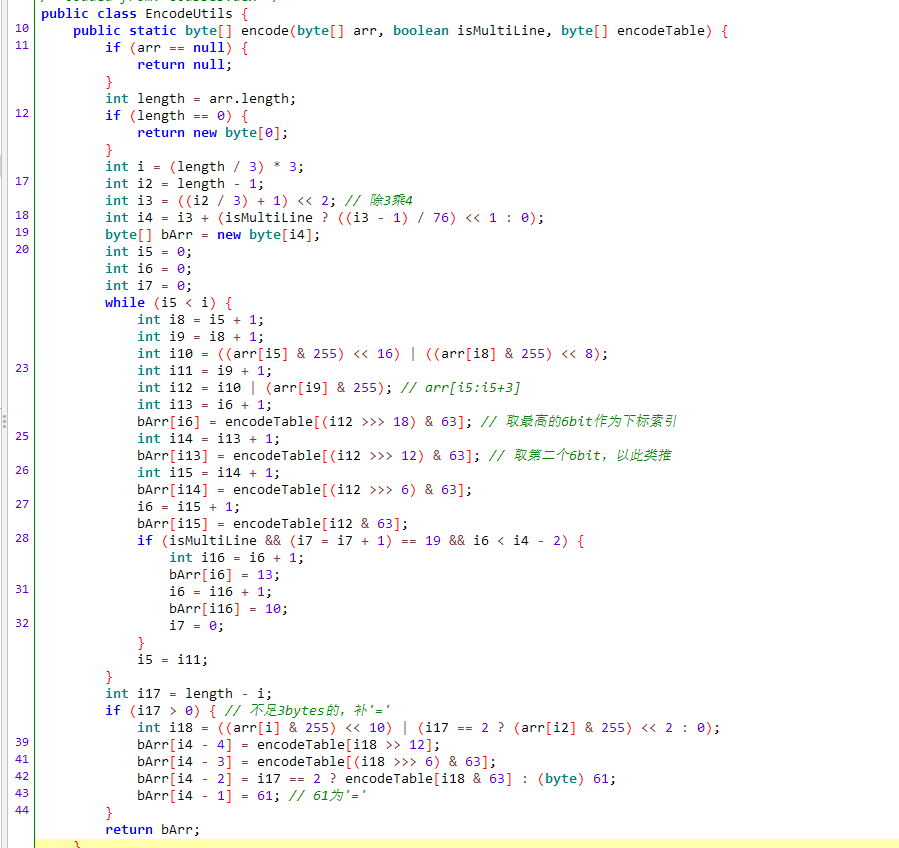 public class EncodeUtils {
10 public static byte[] encode(byte[] arr, boolean isMultiLine, byte[] encodeTable) {
11 if (arr == null) {
return null;
}
int length = arr.length;
12 if (length == 0) {
return new byte[0];
}
int i = (length / 3) * 3;
17 int i2 = length - 1;
int i3 = ((i2 / 3) + 1) << 2; // 除3乘4
18 int i4 = i3 + (isMultiLine ? ((i3 - 1) / 76) << 1 : 0);
19 byte[] bArr = new byte[i4];
20 int i5 = 0;
int i6 = 0;
int i7 = 0;
while (i5 < i) {
int i8 = i5 + 1;
int i9 = i8 + 1;
int i10 = ((arr[i5] & 255) << 16) | ((arr[i8] & 255) << 8);
23 int i11 = i9 + 1;
int i12 = i10 | (arr[i9] & 255); // arr[i5:i5+3]
int i13 = i6 + 1;
bArr[i6] = encodeTable[(i12 >>> 18) & 63]; // 取最高的6bit作为下标索引
25 int i14 = i13 + 1;
bArr[i13] = encodeTable[(i12 >>> 12) & 63]; // 取第二个6bit，以此类推
26 int i15 = i14 + 1;
bArr[i14] = encodeTable[(i12 >>> 6) & 63];
27 i6 = i15 + 1;
bArr[i15] = encodeTable[i12 & 63];
28 if (isMultiLine && (i7 = i7 + 1) == 19 && i6 < i4 - 2) {
int i16 = i6 + 1;
bArr[i6] = 13;
31 i6 = i16 + 1;
bArr[i16] = 10;
32 i7 = 0;
}
i5 = i11;
}
int i17 = length - i;
if (i17 > 0) { // 不足3bytes的，补'='
int i18 = ((arr[i] & 255) << 10) | (i17 == 2 ? (arr[i2] & 255) << 2 : 0);
39 bArr[i4 - 4] = encodeTable[i18 >> 12];
41 bArr[i4 - 3] = encodeTable[(i18 >>> 6) & 63];
42 bArr[i4 - 2] = i17 == 2 ? encodeTable[i18 & 63] : (byte) 61;
43 bArr[i4 - 1] = 61; // 61为'='
44 }
return bArr;
}